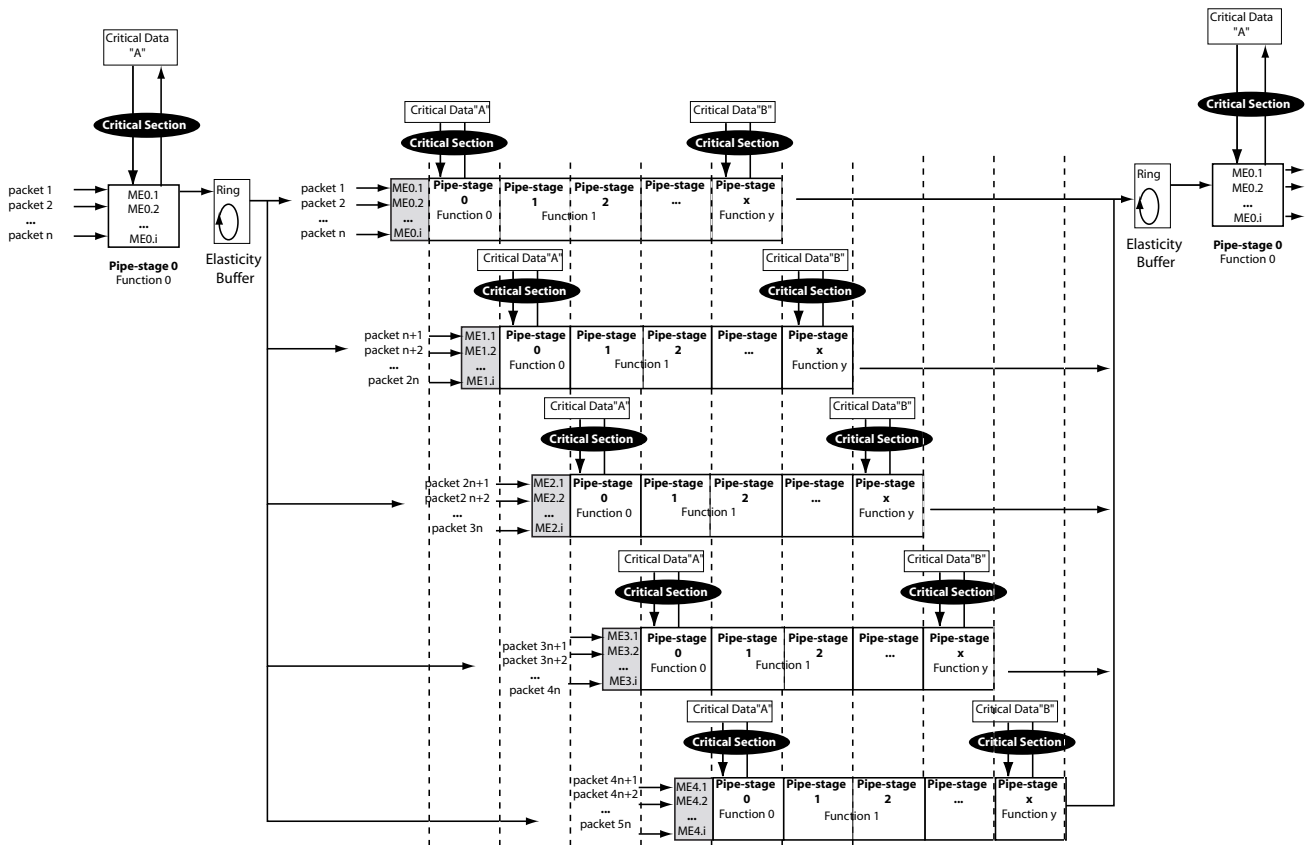 Critical Data
"A"
Critical Section
packet 1
packet 2
...
packet n
ME0.1
ME0.2
...
ME0.i
Pipe-stage 0
Function 0
Ring
Elasticity
Buffer
Critical Data"A"
Critical Section
Critical Data"B"
Critical Section
packet 1
packet 2
...
packet n
ME0.1
ME0.2
...
ME0.i
Pipe-stage Pipe-stage Pipe-stage Pipe-stage
0 1 2 ... x
Function 0 Function 1 Function y
Critical Data"A"
Critical Section
Critical Data"B"
Critical Section
packet n+1
packet n+2
...
packet 2n
ME1.1
ME1.2
...
ME1.i
Pipe-stage Pipe-stage Pipe-stage Pipe-stage
0 1 2 ... x
Function 0 Function 1 Function y
Critical Data"A"
Critical Section
Critical Data"B"
Critical Section
packet 2n+1
packet2 n+2
...
packet 3n
ME2.1
ME2.2
...
ME2.i
Pipe-stage Pipe-stage Pipe-stage Pipe-stage
0 1 2 ... x
Function 0 Function 1 Function y
Critical Data"A"
Critical Section
Critical Data"B"
Critical Section
packet 3n+1
packet 3n+2
...
packet 4n
ME3.1
ME3.2
...
ME3.i
Pipe-stage Pipe-stage Pipe-stage Pipe-stage
0 1 2 ... x
Function 0 Function 1 Function y
Critical Data"A"
Critical Section
Critical Data"B"
Critical Section
packet 4n+1
packet 4n+2
...
packet 5n
ME4.1
ME4.2
...
ME4.i
Pipe-stage Pipe-stage Pipe-stage Pipe-stage
0 1 2 ... x
Function 0 Function 1 Function y
Ring
Elasticity
Buffer
Critical Data
"A"
Critical Section
ME0.1
ME0.2
...
ME0.i
Pipe-stage 0
Function 0